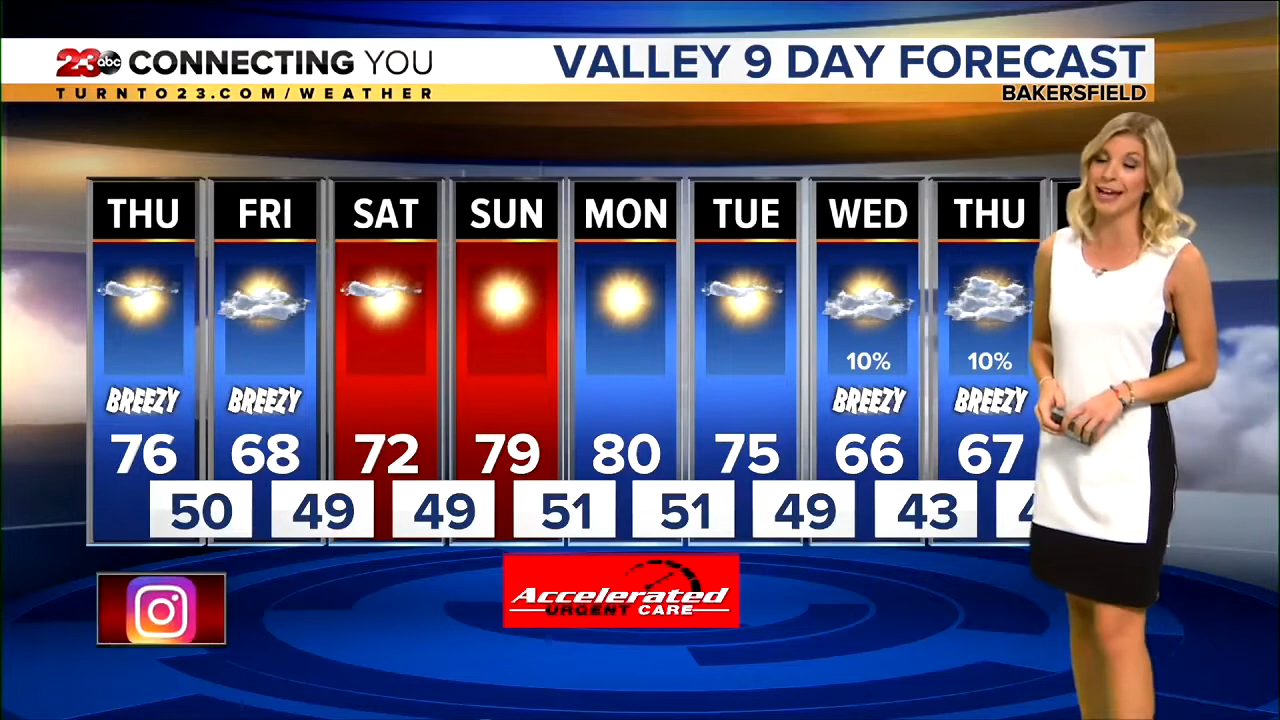 23 abc CONNECTING YOU
TURNTO23.COM/WEATHER
VALLEY 9 DAY FORECAST
BAKERSFIELD
THU FRI SAT SUN MON TUE WED THU
10% 10%
BREEZY BREEZY BREEZY BREEZY
76 68 72 79 80 75 66 67
50 49 49 51 51 49 43
Accelerated
URGENT CARE